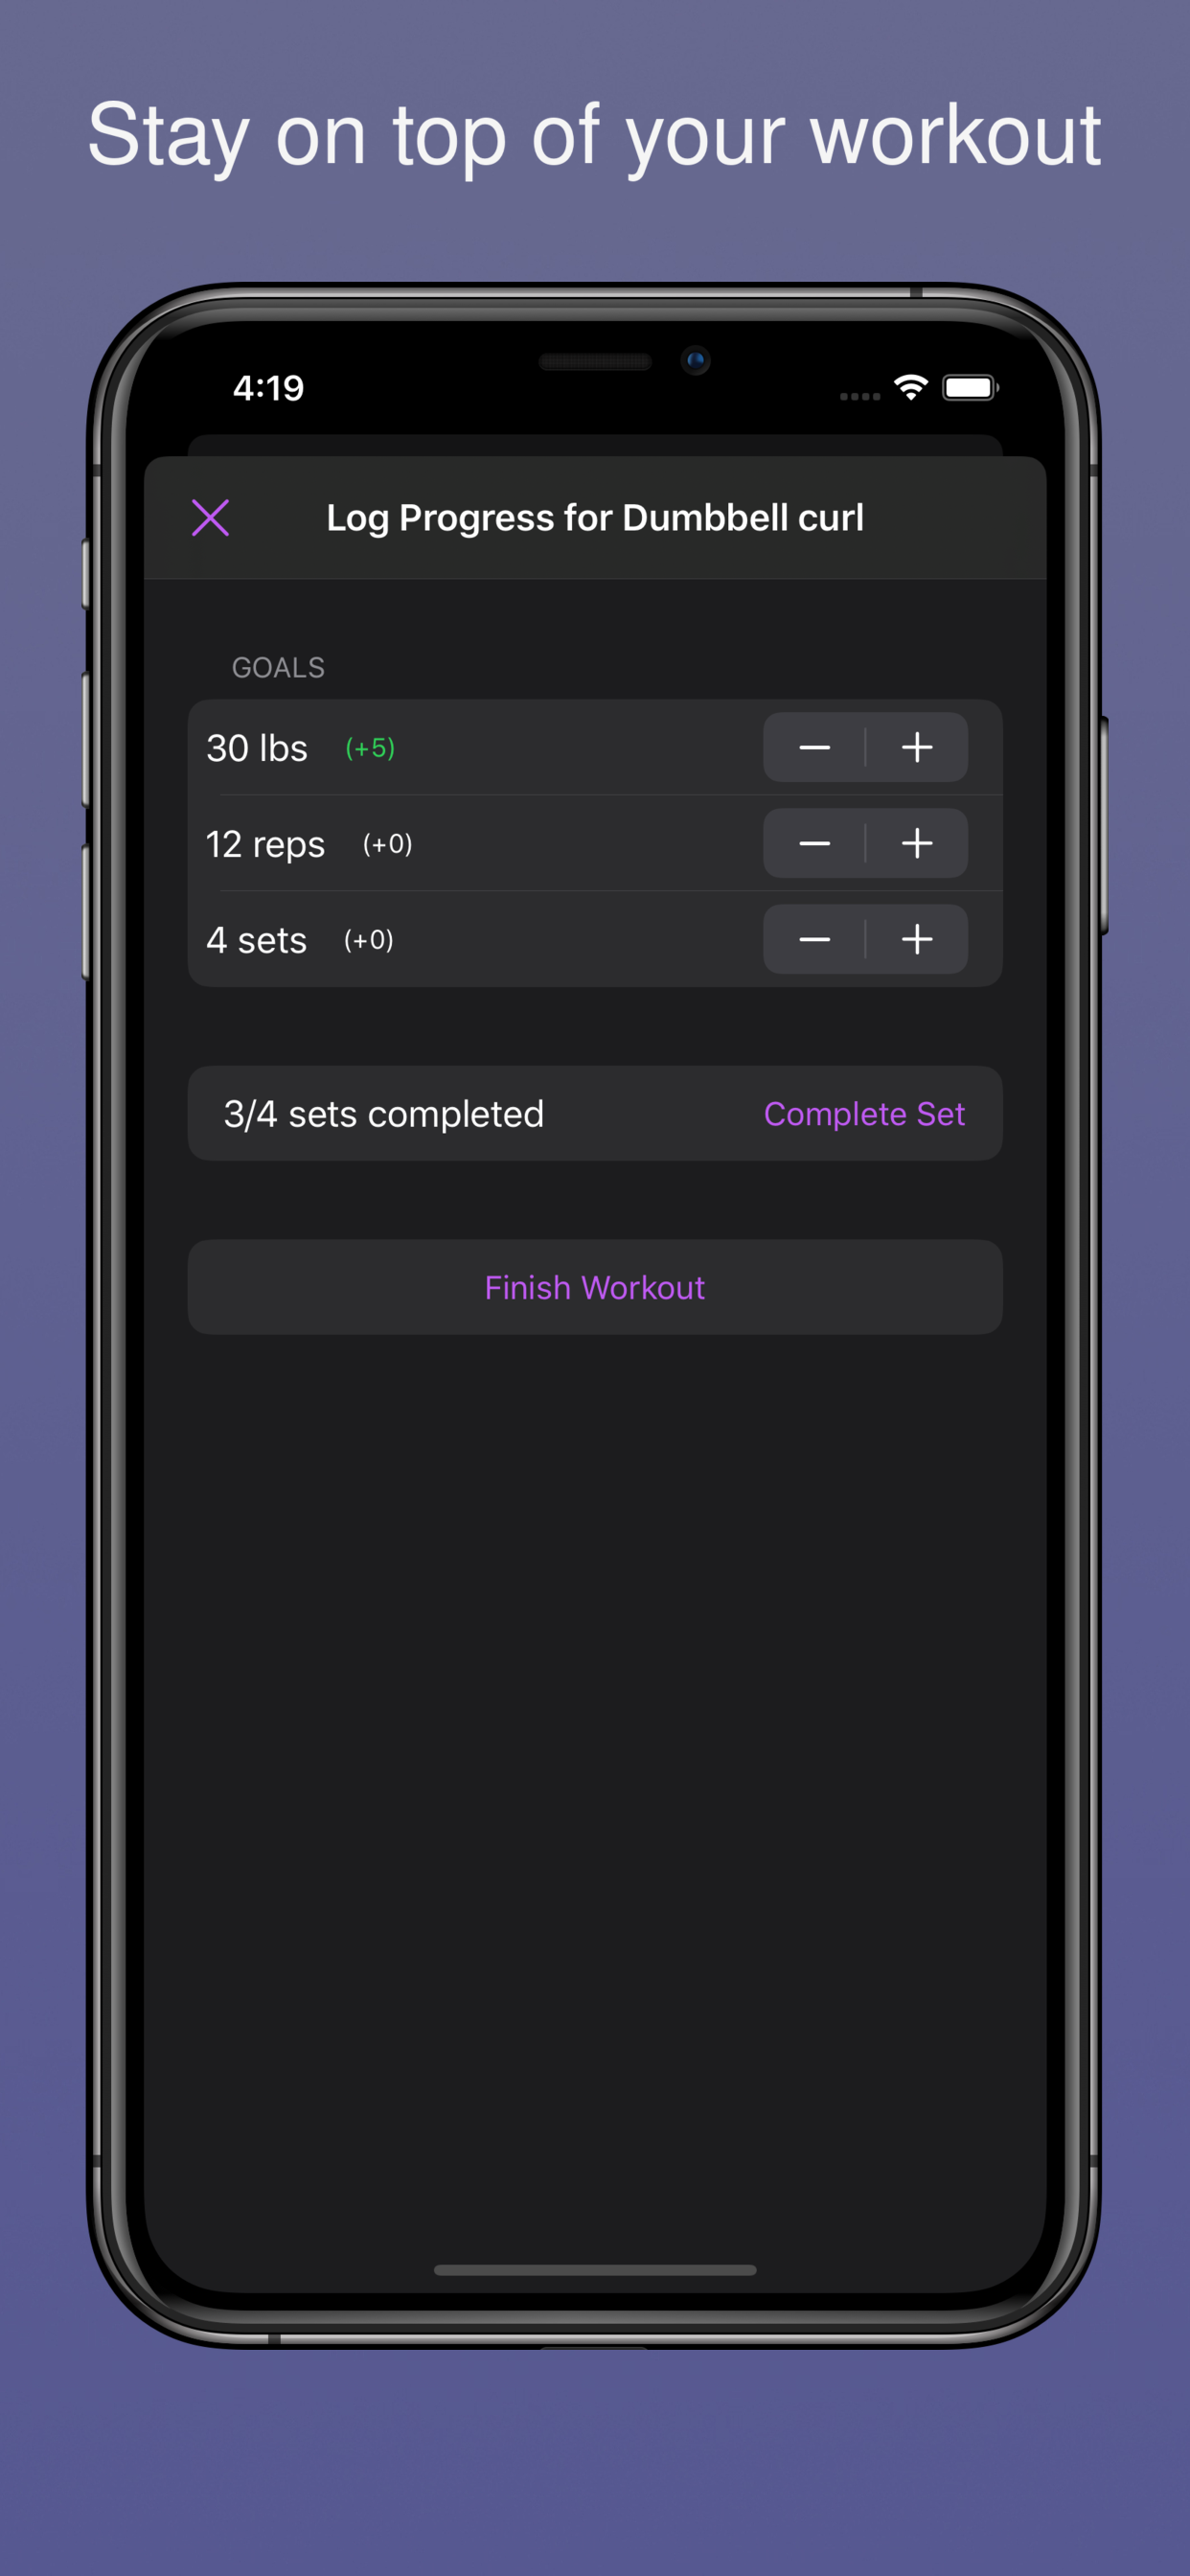 Stay on top of your workout
4:19
Log Progress for Dumbbell curl
GOALS
30 lbs (+5)
12 reps (+0)
4 sets (+0)
3/4 sets completed Complete Set
Finish Workout